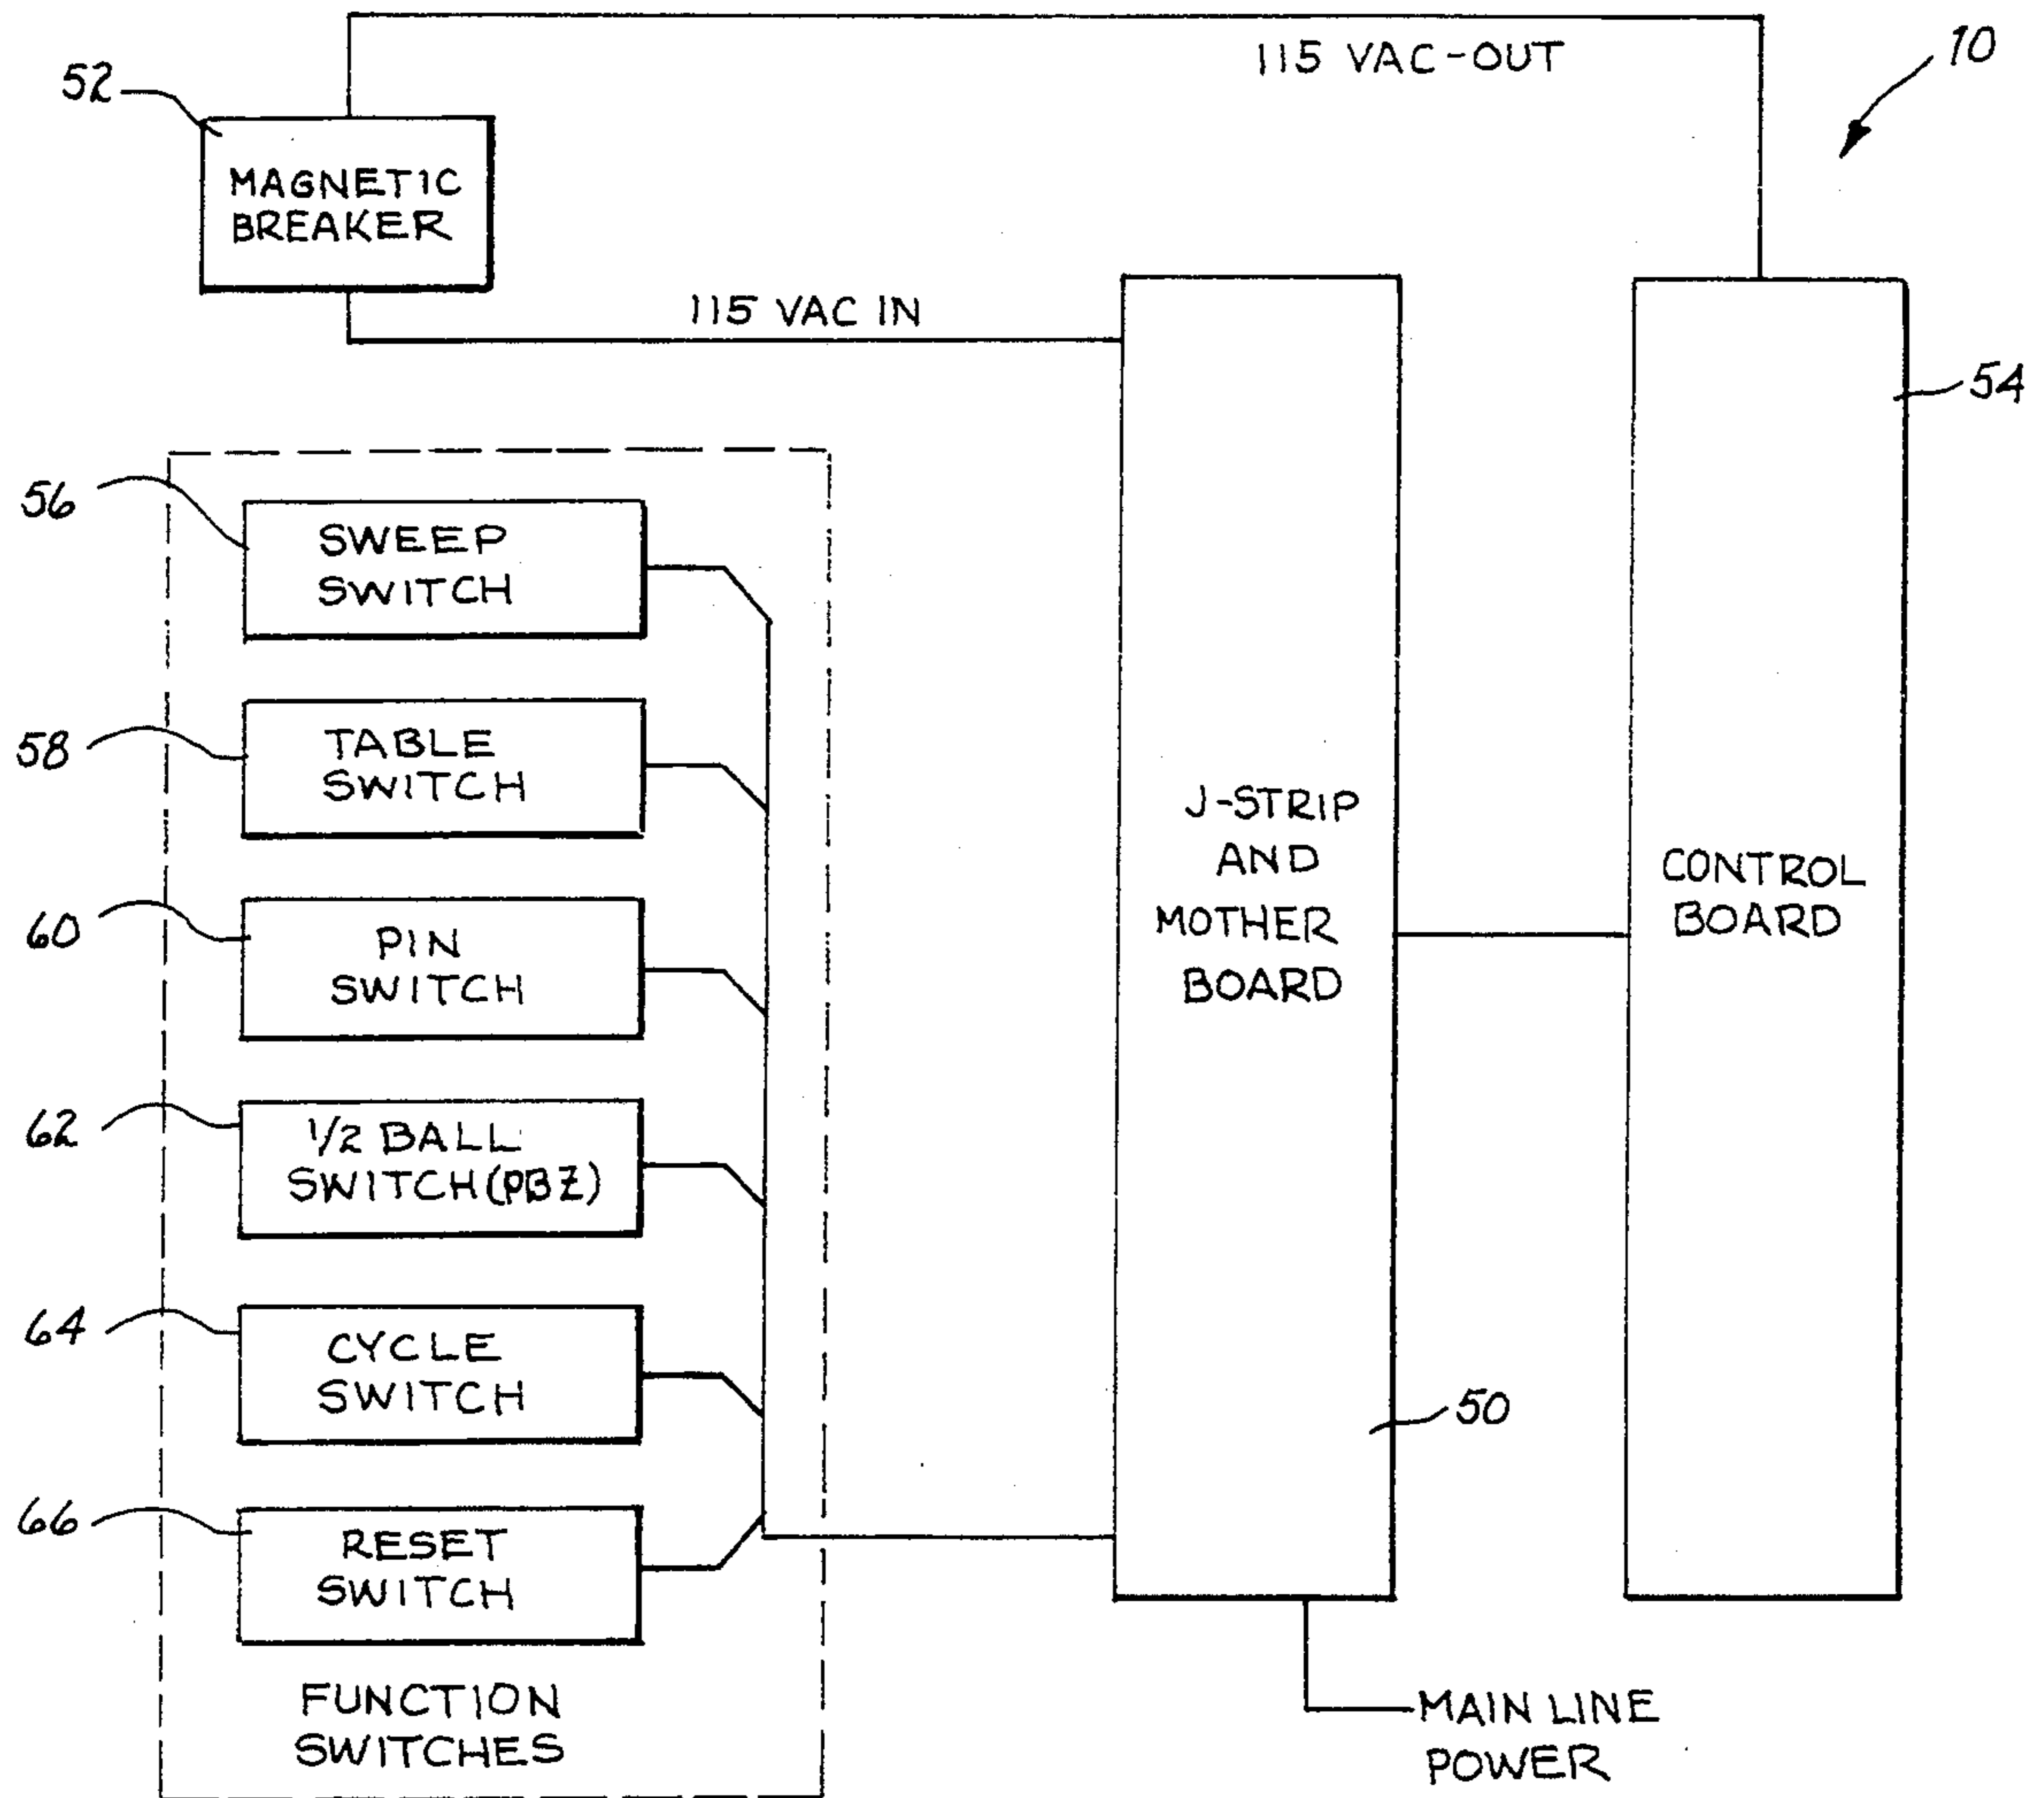 115 VAC-OUT
10
52
MAGNETIC
BREAKER
115 VAC IN
54
56
SWEEP
SWITCH
58
TABLE
SWITCH
60
PIN
SWITCH
62
1/2 BALL
SWITCH (PBZ)
64
CYCLE
SWITCH
66
RESET
SWITCH
FUNCTION
SWITCHES
J-STRIP
AND
MOTHER
BOARD
50
CONTROL
BOARD
MAIN LINE
POWER